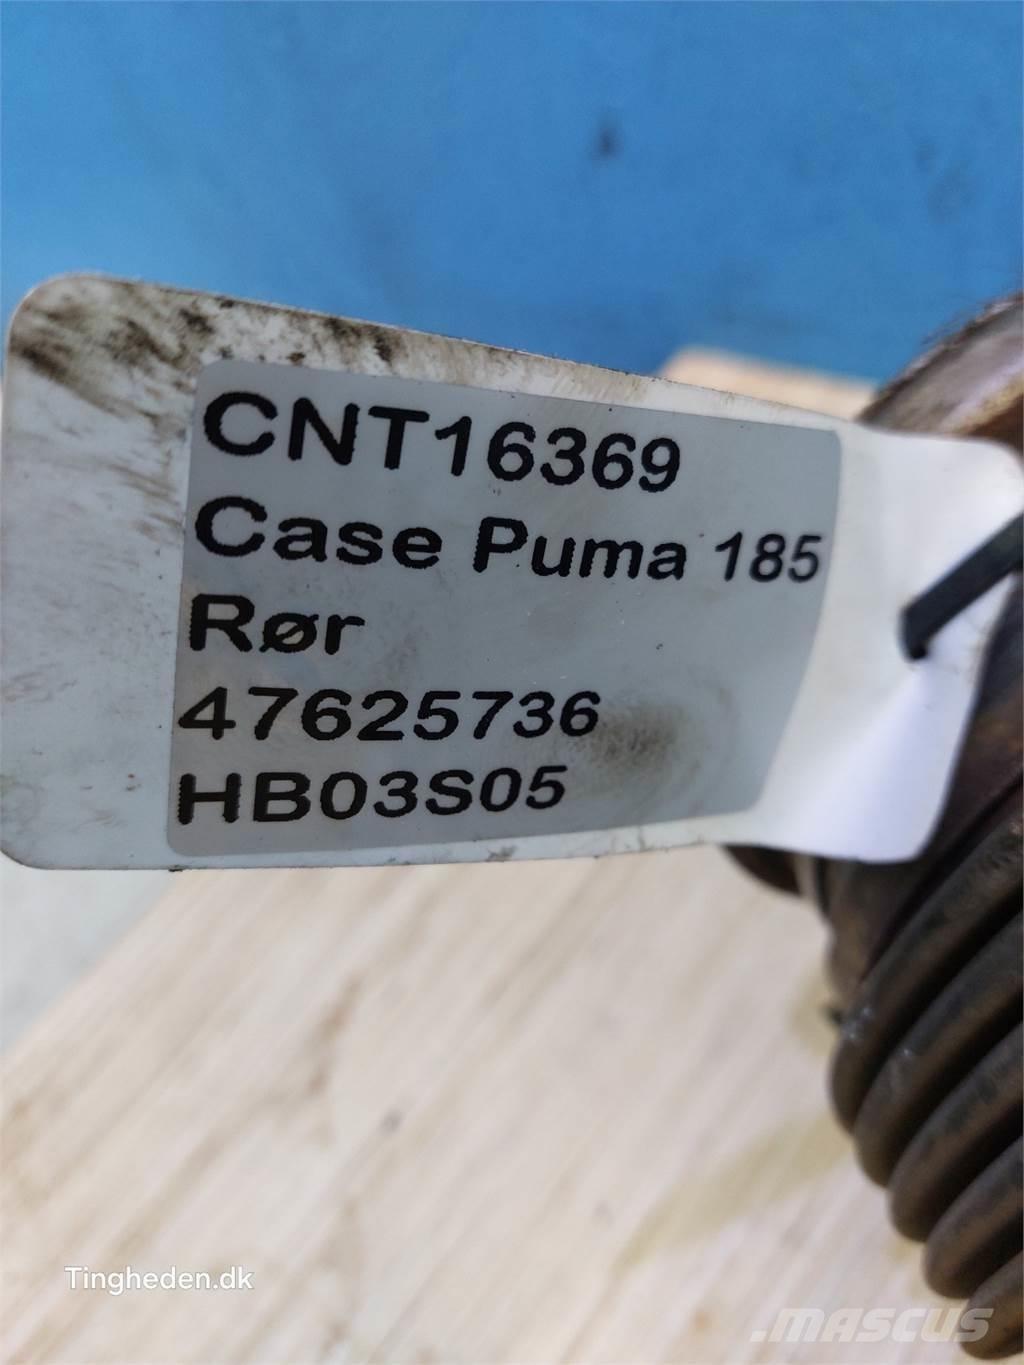 CNT16369
Case Puma 185
Rør
47625736
HB03S05
Tingheden.dk
.MASCUS